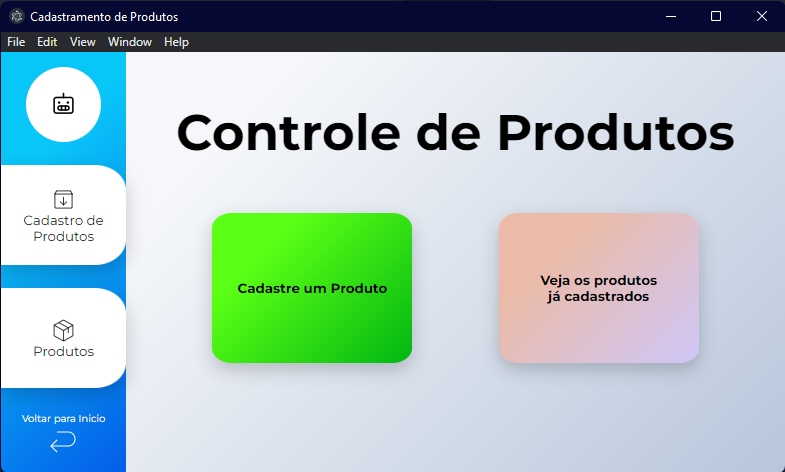 Cadastramento de Produtos
File Edit View Window Help
Controle de Produtos
Cadastro de
Produtos
Cadastre um Produto
Veja os produtos
já cadastrados
Produtos
Voltar para Inicio